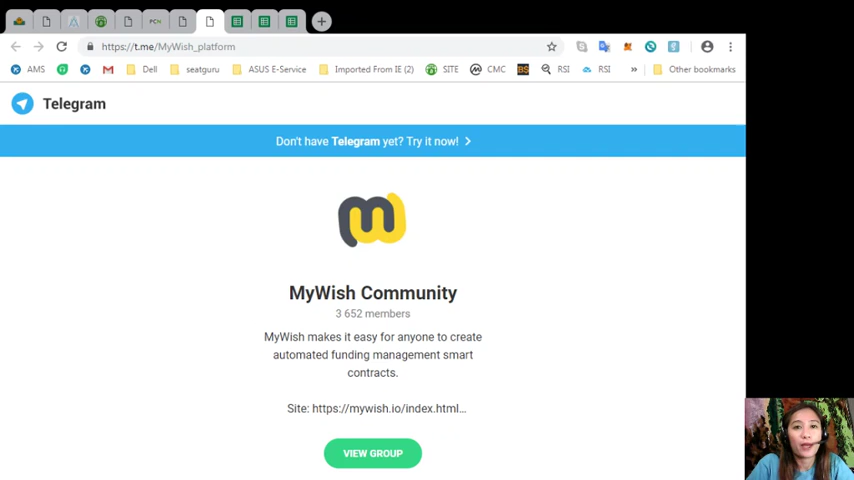 PCN
https://t.me/MyWish_platform
AMS
Dell
seatguru
ASUS E-Service
Imported From IE (2)
SITE
CMC
BS
RSI
RSI
»
Other bookmarks
Telegram
Don't have Telegram yet? Try it now!
MyWish Community
3 652 members
MyWish makes it easy for anyone to create
automated funding management smart
contracts.
Site: https://mywish.io/index.html...
VIEW GROUP